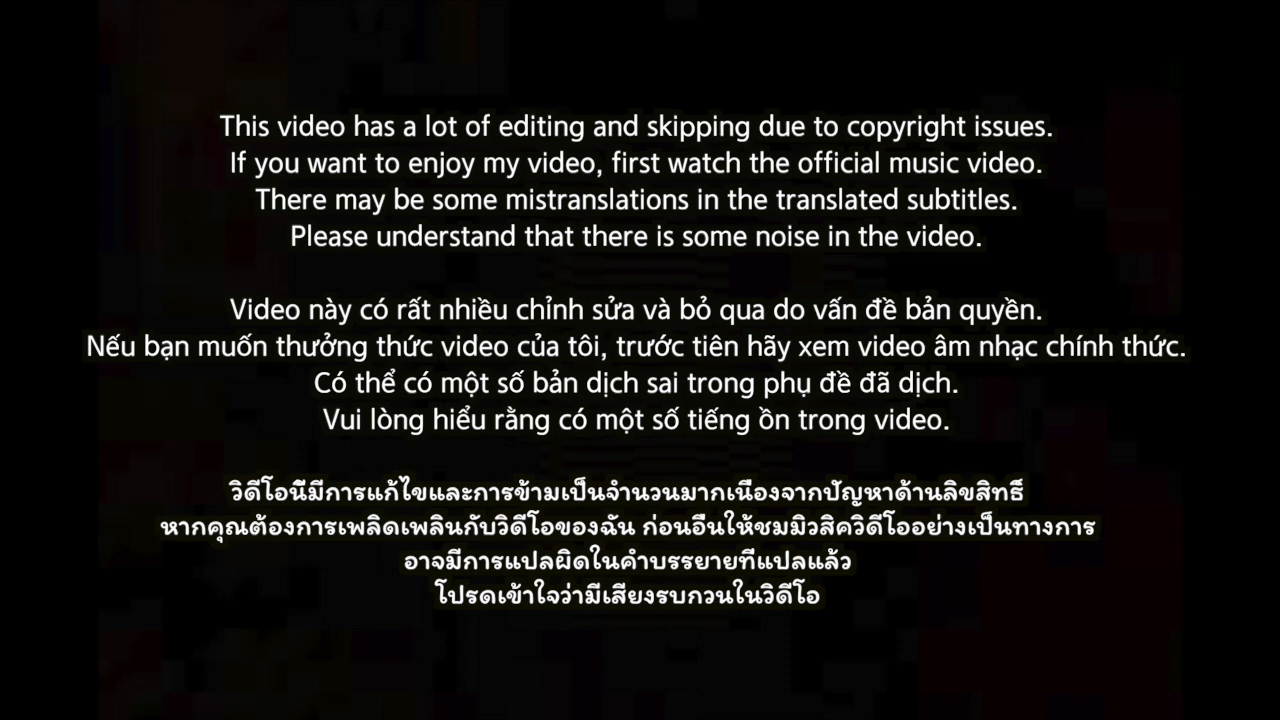 This video has a lot of editing and skipping due to copyright issues.
If you want to enjoy my video, first watch the official music video.
There may be some mistranslations in the translated subtitles.
Please understand that there is some noise in the video.
Video này có rất nhiều chỉnh sửa và bỏ qua do vấn đề bản quyền.
Nếu bạn muốn thưởng thức video của tôi, trước tiên hãy xem video âm nhạc chính thức.
Có thể có một số bản dịch sai trong phụ đề đã dịch.
Vui lòng hiểu rằng có một số tiếng ồn trong video.
วิดีโอนี้มีการแก้ไขและการข้ามเป็นจำนวนมากเนื่องจากปัญหาด้านลิขสิทธิ์
หากคุณต้องการเพลิดเพลินกับวิดีโอของฉัน ก่อนอื่นให้ชมมิวสิควิดีโออย่างเป็นทางการ
อาจมีการแปลผิดในคำบรรยายที่แปลแล้ว
โปรดเข้าใจว่ามีเสียงรบกวนในวิดีโอ